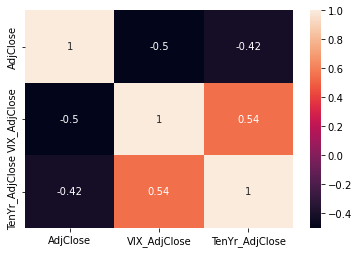 AdjClose
VIX_AdjClose
TenYr_AdjClose
1
-0.5
-0.42
-0.5
1
0.54
-0.42
0.54
1
AdjClose
VIX_AdjClose
TenYr_AdjClose
1.0
0.8
0.6
0.4
0.2
0.0
−0.2
−0.4